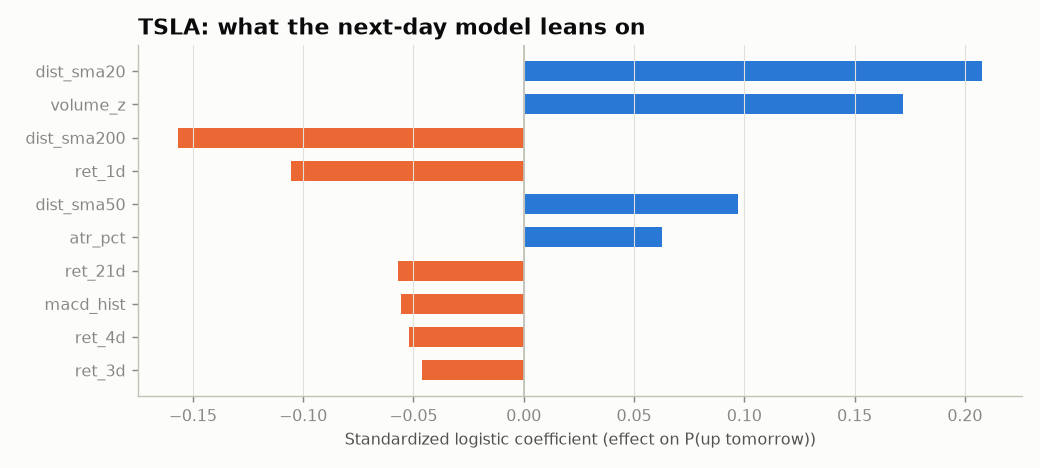 TSLA: what the next-day model leans on
dist_sma20
volume_z
dist_sma200
ret_1d
dist_sma50
atr_pct
ret_21d
macd_hist
ret_4d
ret_3d
−0.15 −0.10 −0.05 0.00 0.05 0.10 0.15 0.20
Standardized logistic coefficient (effect on P(up tomorrow))